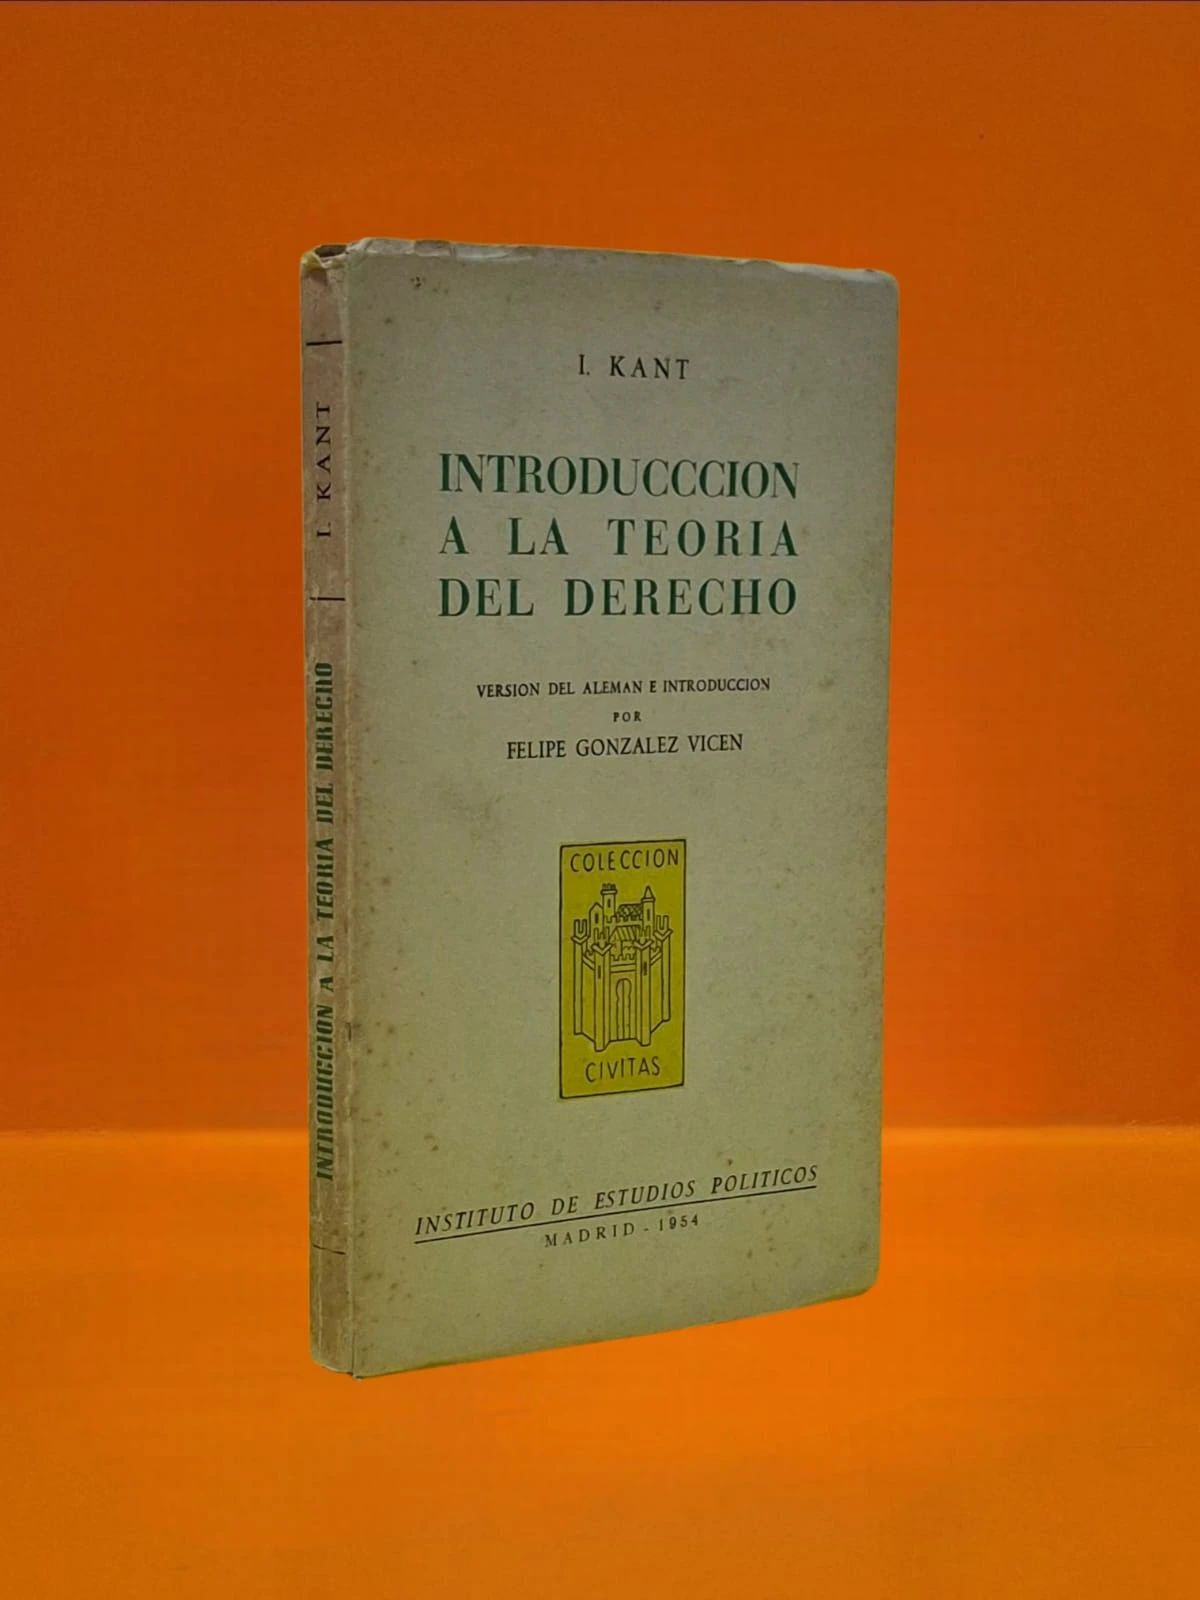 I. KANT
INTRODUCCCION
A LA TEORIA
DEL DERECHO
VERSION DEL ALEMAN E INTRODUCCION
POR
FELIPE GONZALEZ VICEN
COLECCION
CIVITAS
INSTITUTO DE ESTUDIOS POLITICOS
MADRID - 1954
I. KANT
INTRODUCCION A LA TEORIA DEL DERECHO